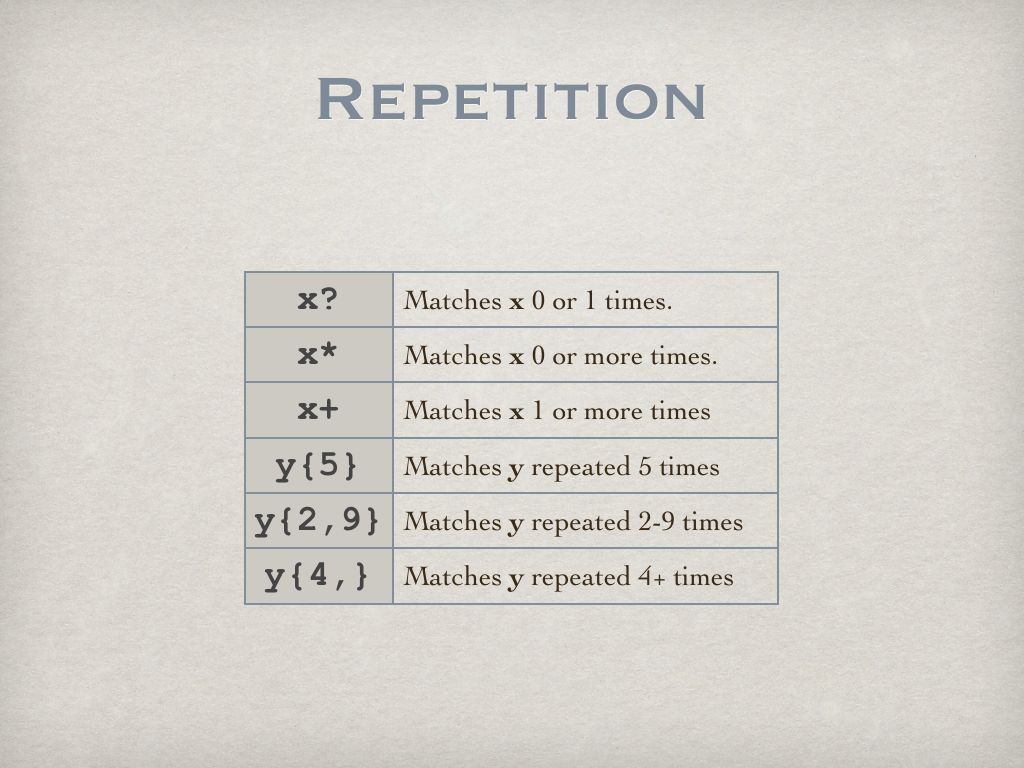 Repetition
x? Matches x 0 or 1 times.
x* Matches x 0 or more times.
x+ Matches x 1 or more times
y{5} Matches y repeated 5 times
y{2,9} Matches y repeated 2-9 times
y{4,} Matches y repeated 4+ times